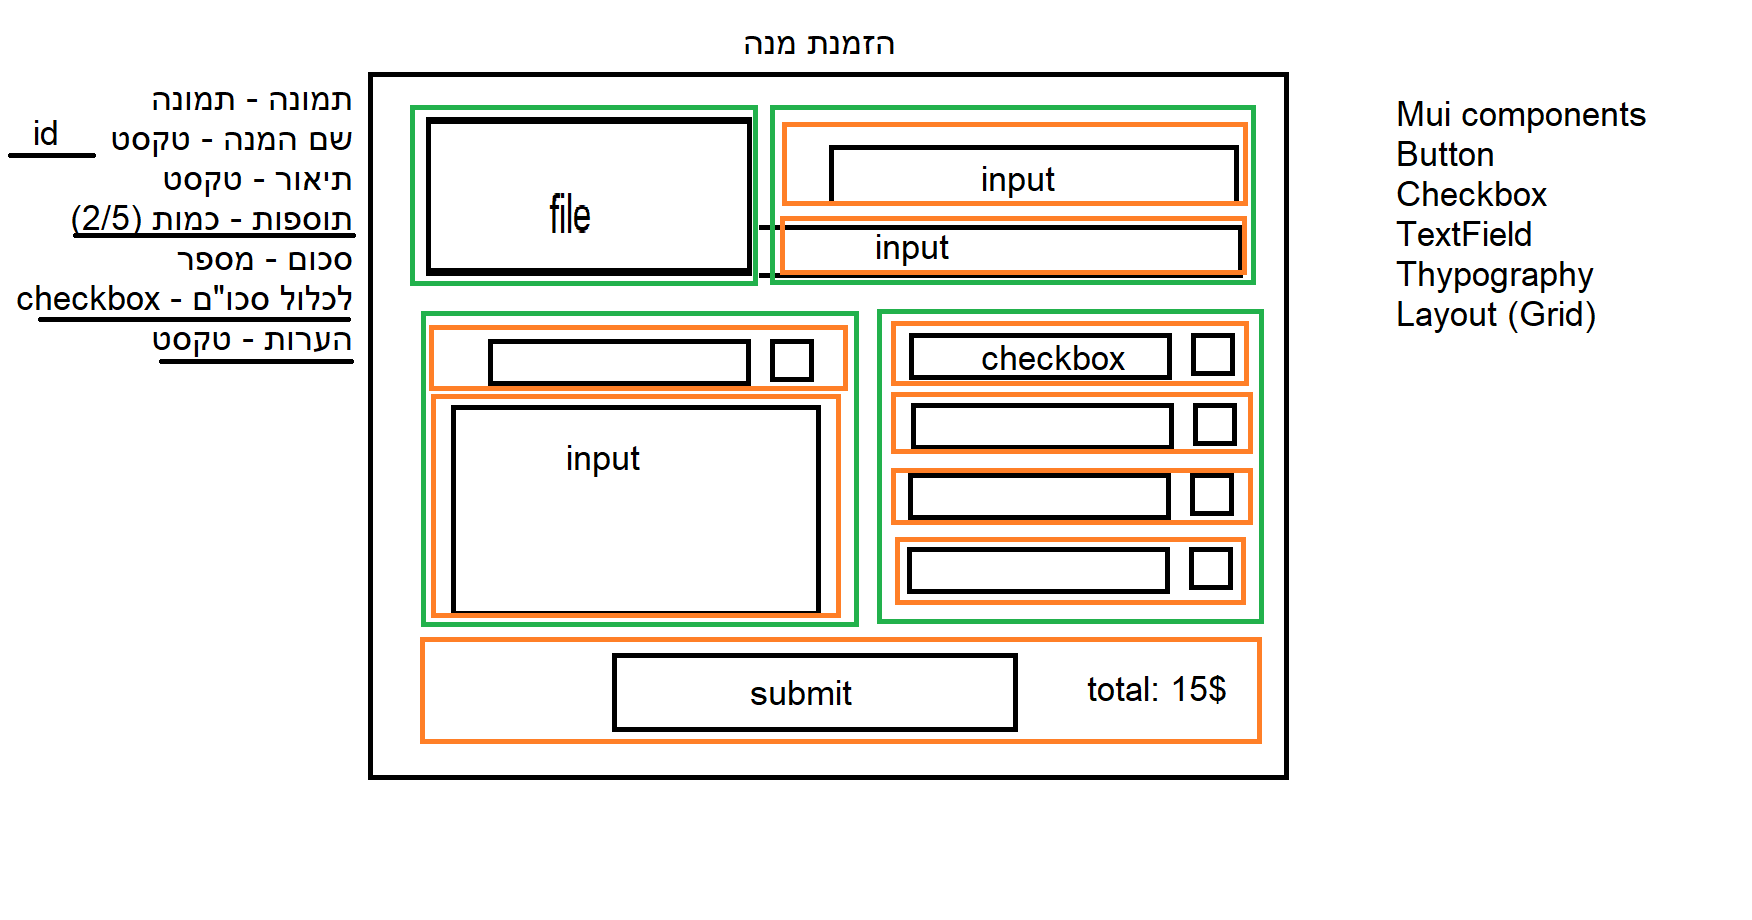 הזמנת מנה
תמונה - תמונה
שם המנה - טקסט
id
תיאור - טקסט
תוספות - כמות (2/5)
סכום - מספר
לכלול סכו"ם - checkbox
הערות - טקסט
file
input
input
checkbox
input
submit
total: 15$
Mui components
Button
Checkbox
TextField
Thypography
Layout (Grid)